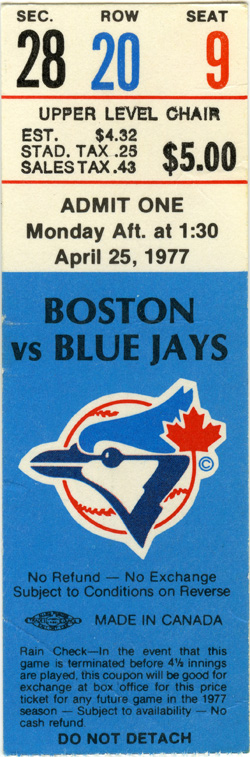 SEC. ROW SEAT
28 20 9
UPPER LEVEL CHAIR
EST. $4.32
STAD. TAX .25
SALES TAX .43
$5.00
ADMIT ONE
Monday Aft. at 1:30
April 25, 1977
BOSTON
vs BLUE JAYS
©
No Refund — No Exchange
Subject to Conditions on Reverse
MADE IN CANADA
Rain Check—In the event that this
game is terminated before 4½ innings
are played, this coupon will be good for
exchange at box office for this price
ticket for any future game in the 1977
season — Subject to availability — No
cash refund.
DO NOT DETACH